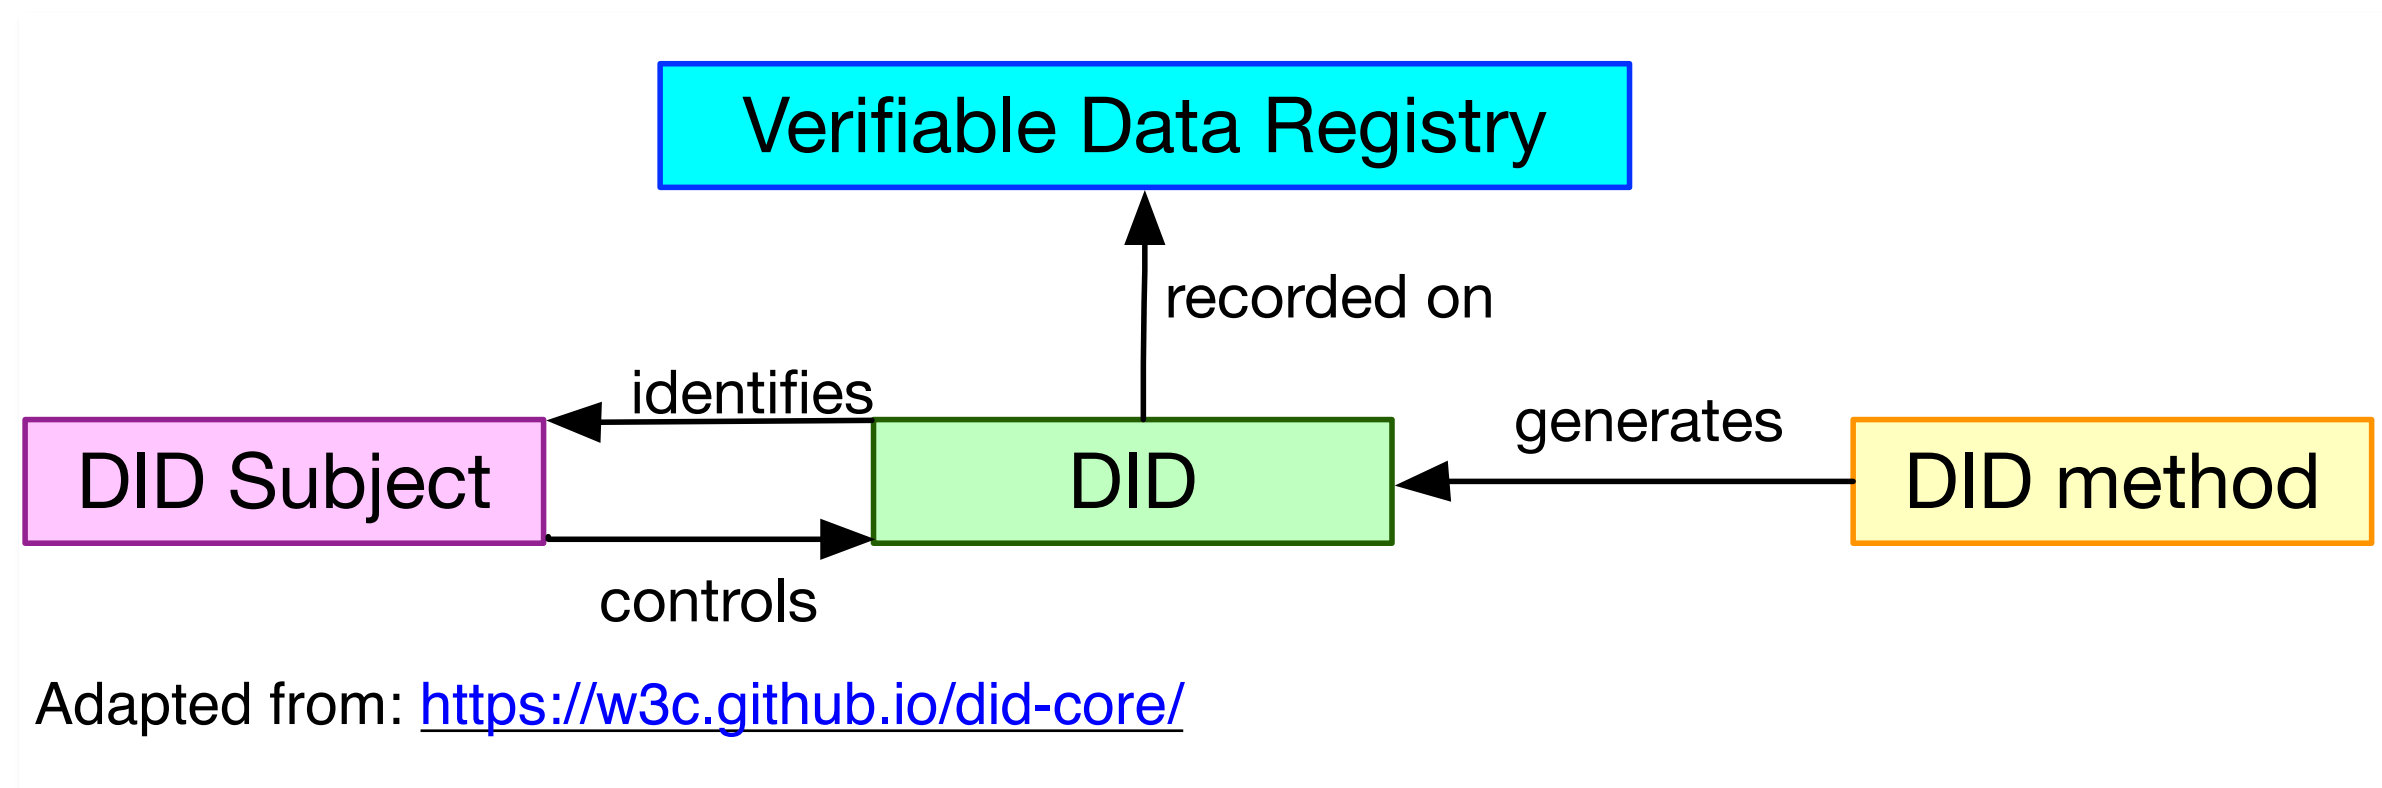 Verifiable Data Registry
recorded on
identifies
generates
DID Subject
DID
DID method
controls
Adapted from: https://w3c.github.io/did-core/